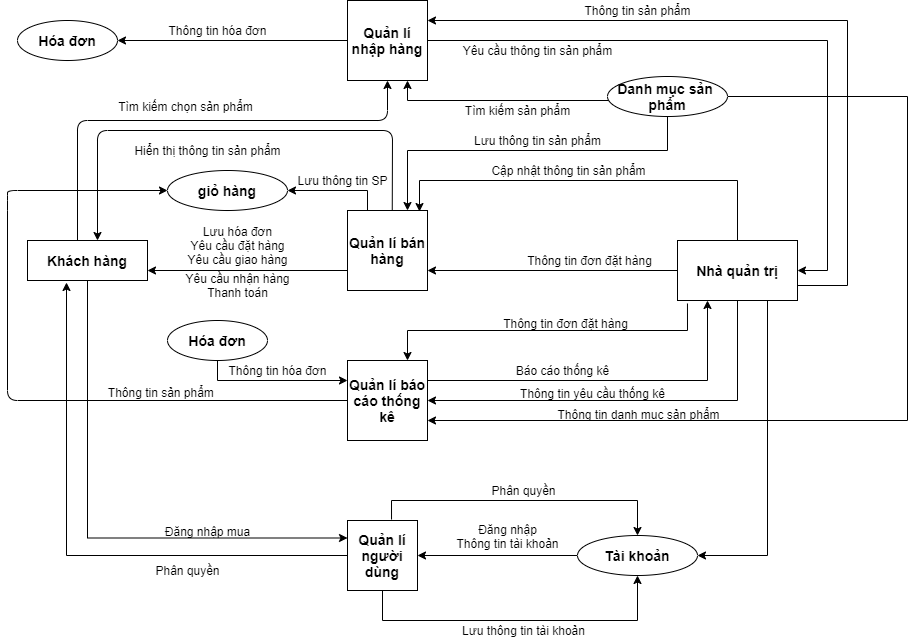 Thông tin sản phẩm
Hóa đơn
Thông tin hóa đơn
Quản lí
nhập hàng
Yêu cầu thông tin sản phẩm
Danh mục sản
phẩm
Tìm kiếm chọn sản phẩm
Tìm kiếm sản phẩm
Hiển thị thông tin sản phẩm
Lưu thông tin sản phẩm
Cập nhật thông tin sản phẩm
giỏ hàng
Lưu thông tin SP
Khách hàng
Lưu hóa đơn
Yêu cầu đặt hàng
Yêu cầu giao hàng
Yêu cầu nhận hàng
Thanh toán
Quản lí bán
hàng
Thông tin đơn đặt hàng
Nhà quản trị
Thông tin đơn đặt hàng
Hóa đơn
Thông tin hóa đơn
Báo cáo thống kê
Thông tin sản phẩm
Quản lí báo
cáo thống
kê
Thông tin yêu cầu thống kê
Thông tin danh mục sản phẩm
Phân quyền
Đăng nhập mua
Quản lí
người
dùng
Đăng nhập
Thông tin tài khoản
Tài khoản
Phân quyền
Lưu thông tin tài khoản